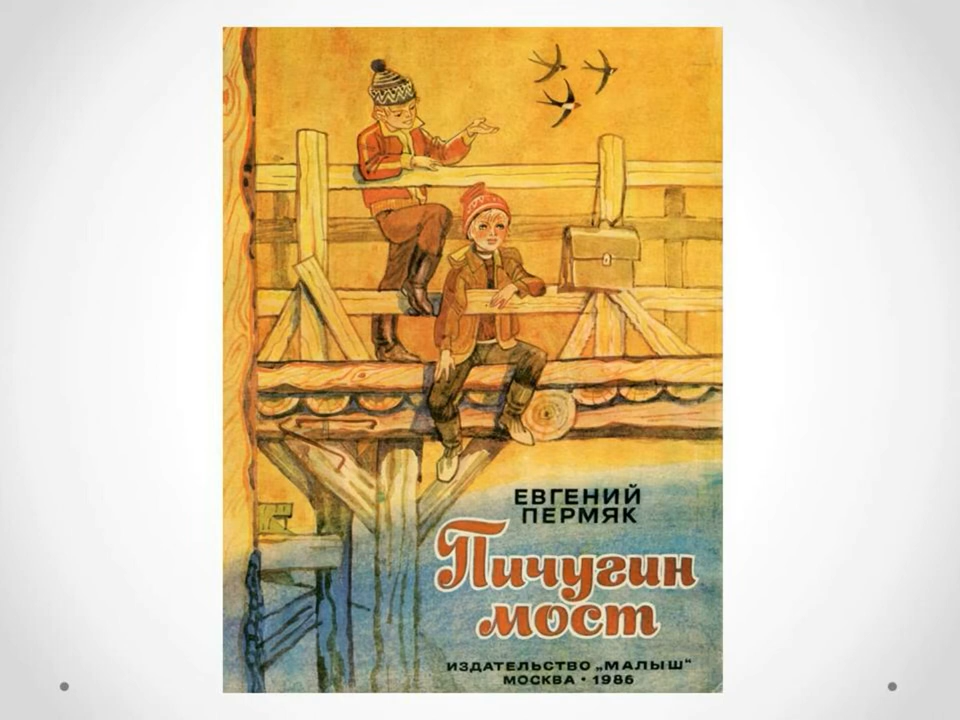 ЕВГЕНИЙ
ПЕРМЯК
Пичугин
мост
ИЗДАТЕЛЬСТВО „МАЛЫШ“
МОСКВА • 1986